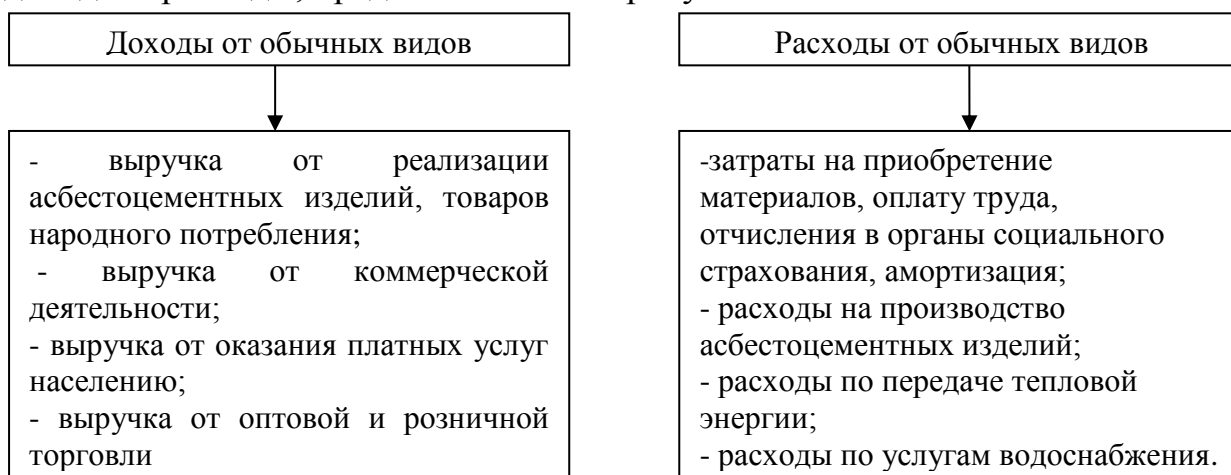 Доходы от обычных видов
- выручка от реализации
асбестоцементных изделий, товаров
народного потребления;
- выручка от коммерческой
деятельности;
- выручка от оказания платных услуг
населению;
- выручка от оптовой и розничной
торговли
Расходы от обычных видов
-затраты на приобретение
материалов, оплату труда,
отчисления в органы социального
страхования, амортизация;
- расходы на производство
асбестоцементных изделий;
- расходы по передаче тепловой
энергии;
- расходы по услугам водоснабжения.